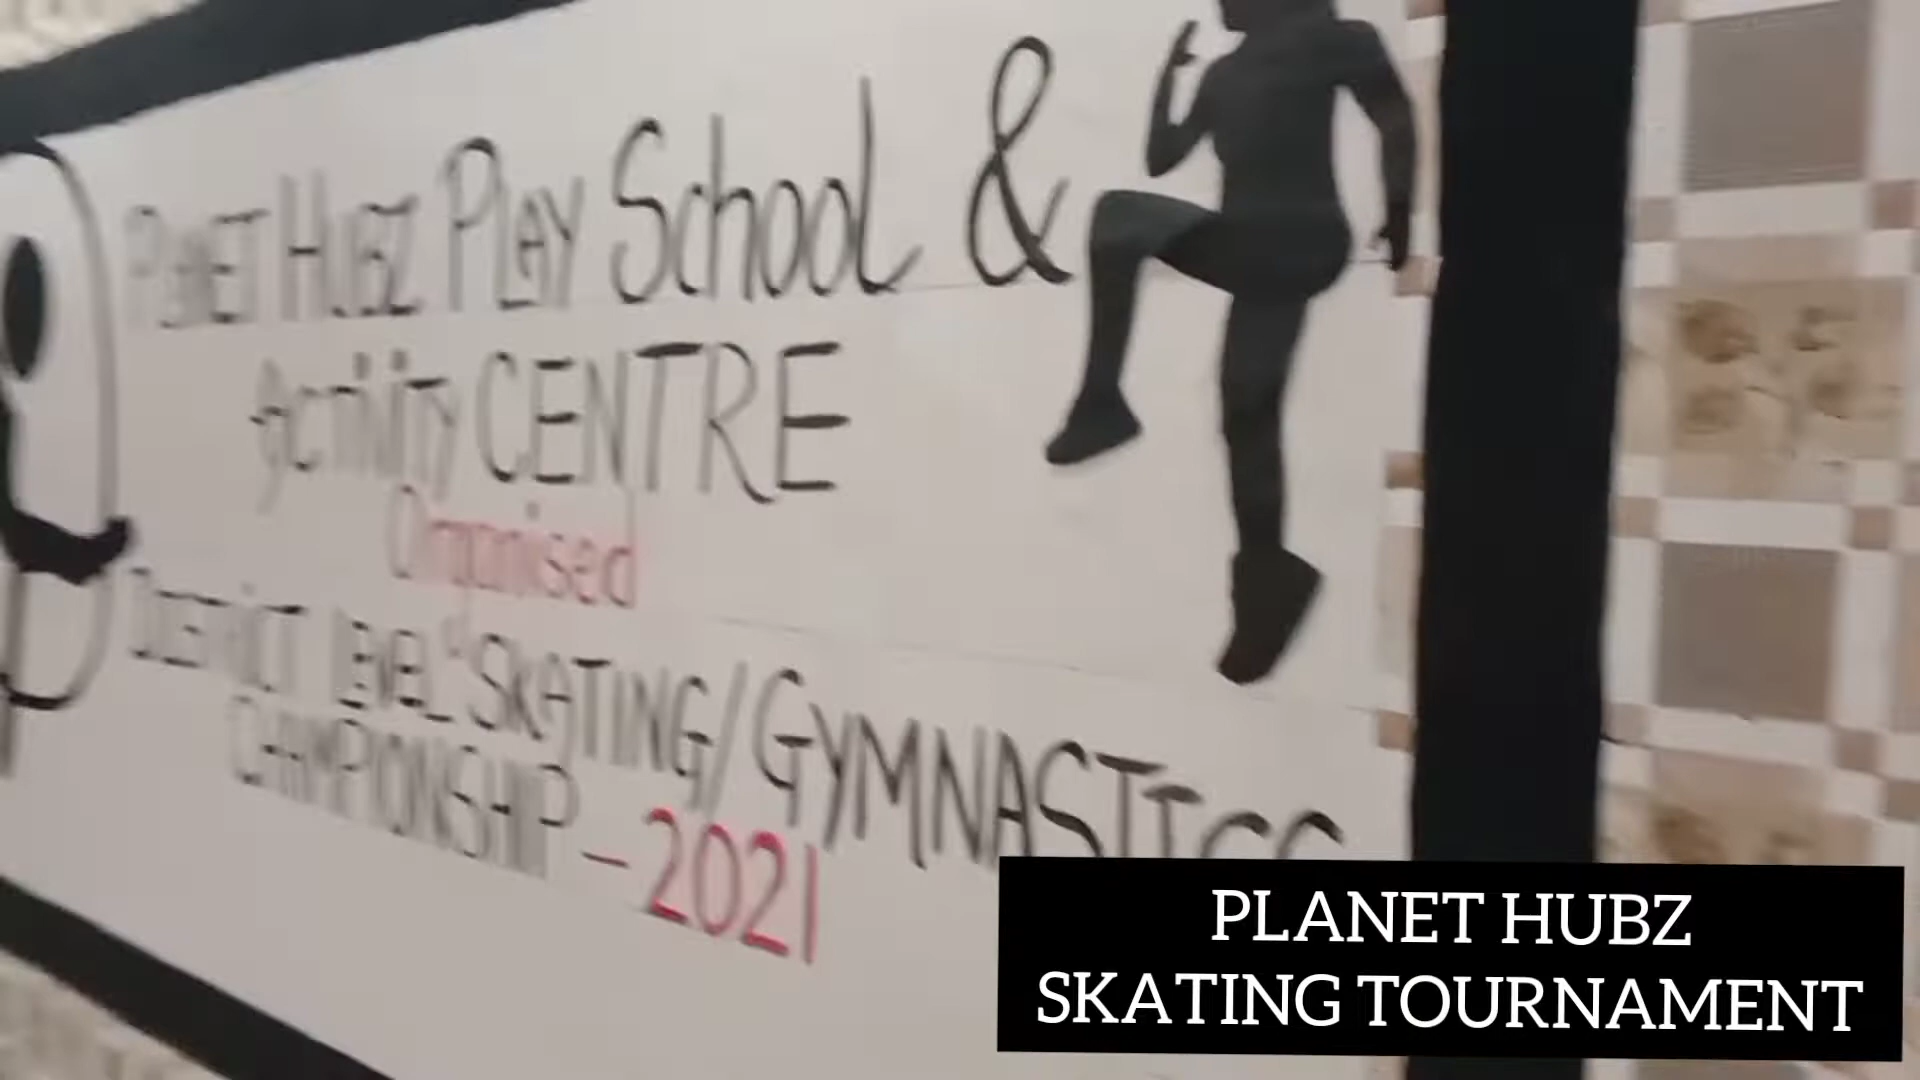 PLANET HUBZ PLAY School &
Activity CENTRE
Organised
DISTRICT LEVEL "SKATING/GYMNASTICS
CHAMPIONSHIP - 2021
PLANET HUBZ
SKATING TOURNAMENT